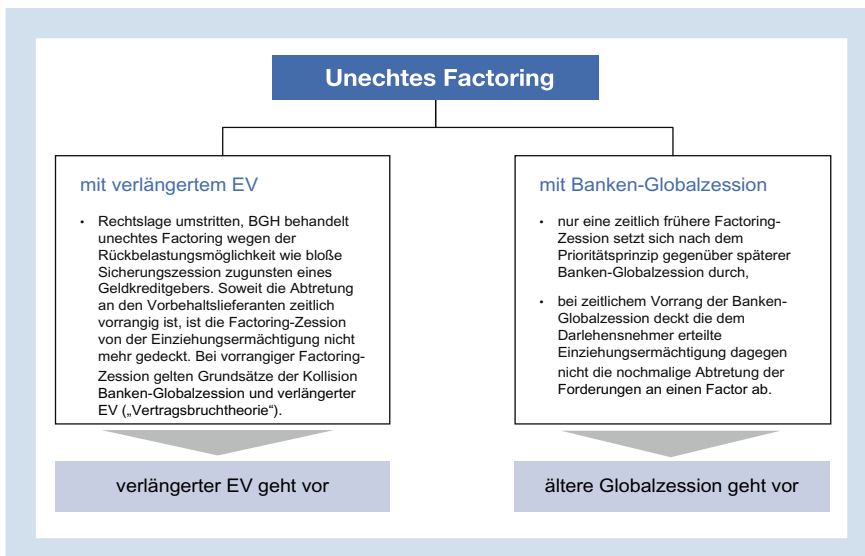 Unechtes Factoring
mit verlängertem EV
• Rechtslage umstritten, BGH behandelt
unechtes Factoring wegen der
Rückbelastungsmöglichkeit wie bloße
Sicherungszession zugunsten eines
Geldkreditgebers. Soweit die Abtretung
an den Vorbehaltslieferanten zeitlich
vorrangig ist, ist die Factoring-Zession
von der Einziehungsermächtigung nicht
mehr gedeckt. Bei vorrangiger Factoring-
Zession gelten Grundsätze der Kollision
Banken-Globalzession und verlängerter
EV („Vertragsbruchtheorie“).
verlängerter EV geht vor
mit Banken-Globalzession
• nur eine zeitlich frühere Factoring-
Zession setzt sich nach dem
Prioritätsprinzip gegenüber späterer
Banken-Globalzession durch,
• bei zeitlichem Vorrang der Banken-
Globalzession deckt die dem
Darlehensnehmer erteilte
Einziehungsermächtigung dagegen
nicht die nochmalige Abtretung der
Forderungen an einen Factor ab.
ältere Globalzession geht vor